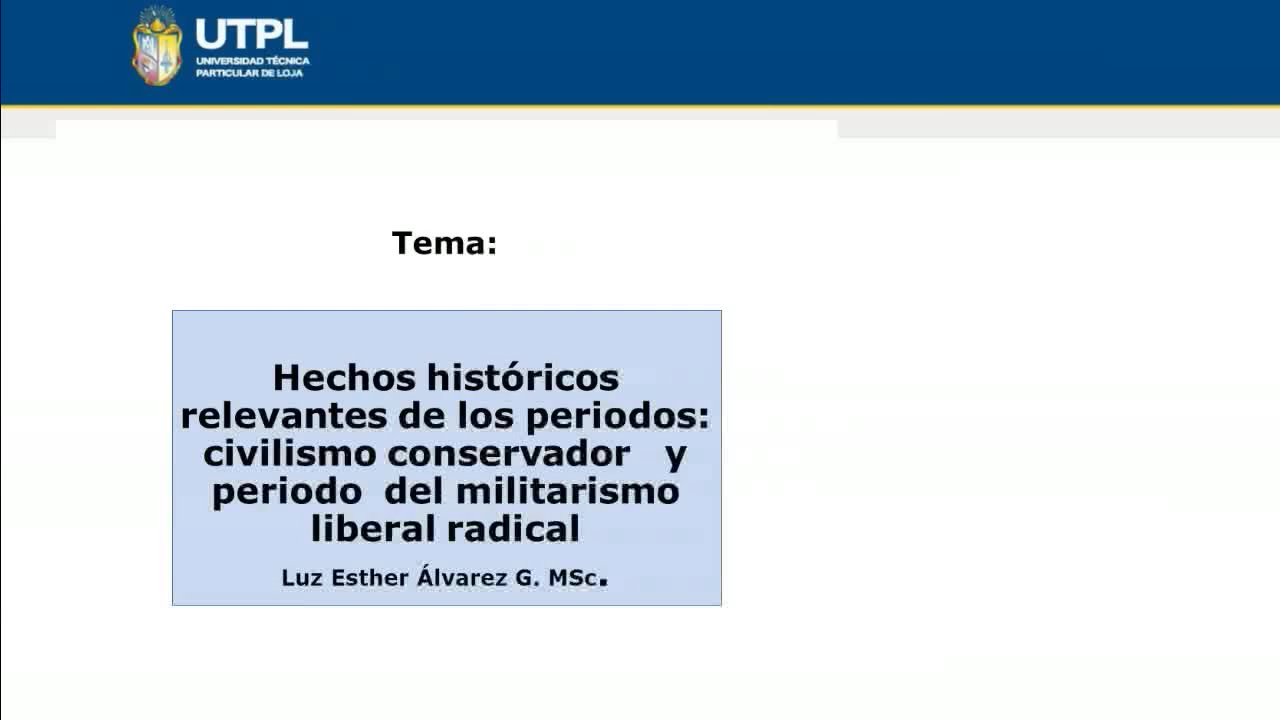 UTPL
UNIVERSIDAD TÉCNICA
PARTICULAR DE LOJA
Tema:
Hechos históricos
relevantes de los periodos:
civilismo conservador y
periodo del militarismo
liberal radical
Luz Esther Álvarez G. MSc.